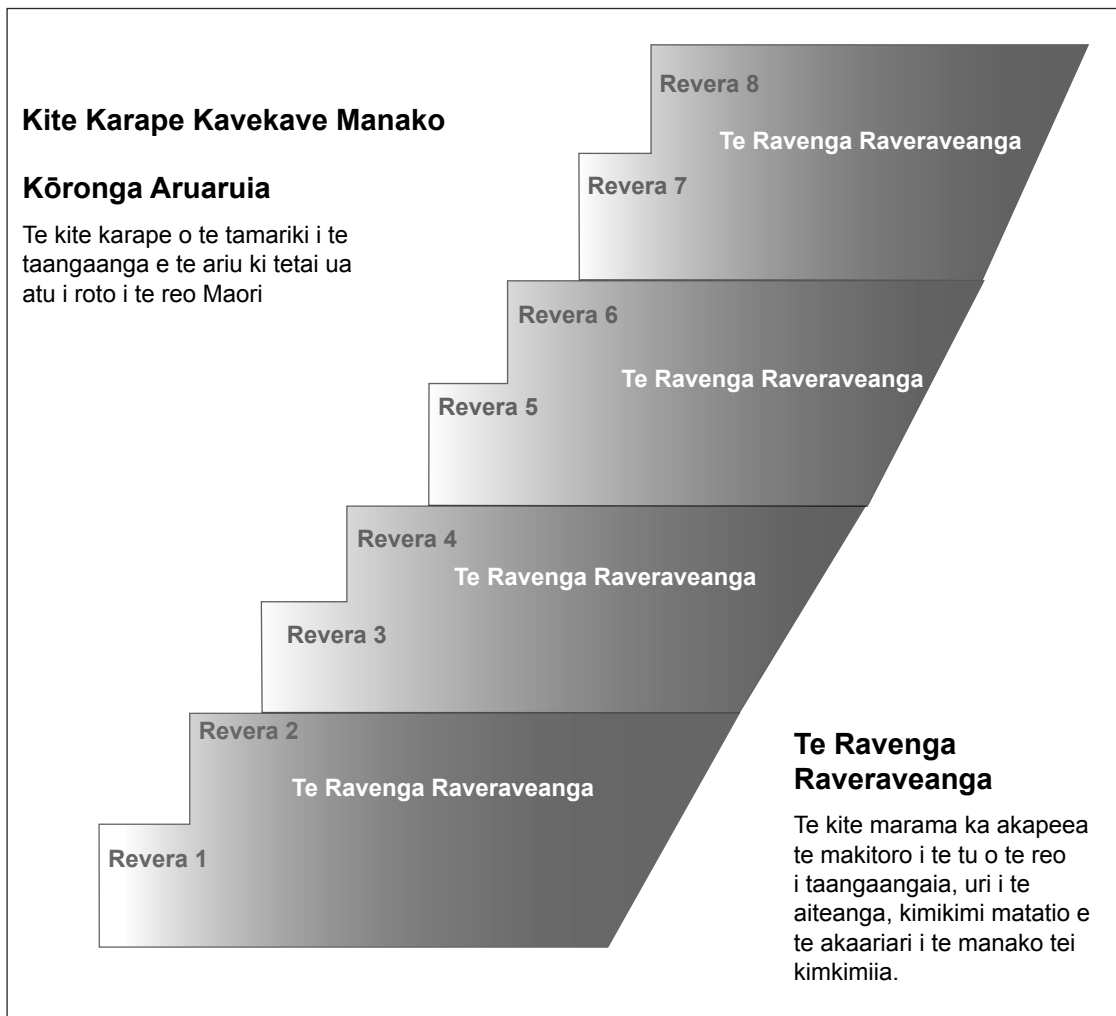 Kite Karape Kavekave Manako
Kōronga Aruaruia
Te kite karape o te tamariki i te
taangaanga e te ariu ki tetai ua
atu i roto i te reo Maori
Revera 8
Te Ravenga Raveraveanga
Revera 7
Revera 6
Te Ravenga Raveraveanga
Revera 5
Revera 4
Te Ravenga Raveraveanga
Revera 3
Revera 2
Te Ravenga Raveraveanga
Revera 1
Te Ravenga
Raveraveanga
Te kite marama ka akapeea
te makitoro i te tu o te reo
i taangaangaia, uri i te
aiteanga, kimikimi matatio e
te akaariari i te manako tei
kimkimiia.